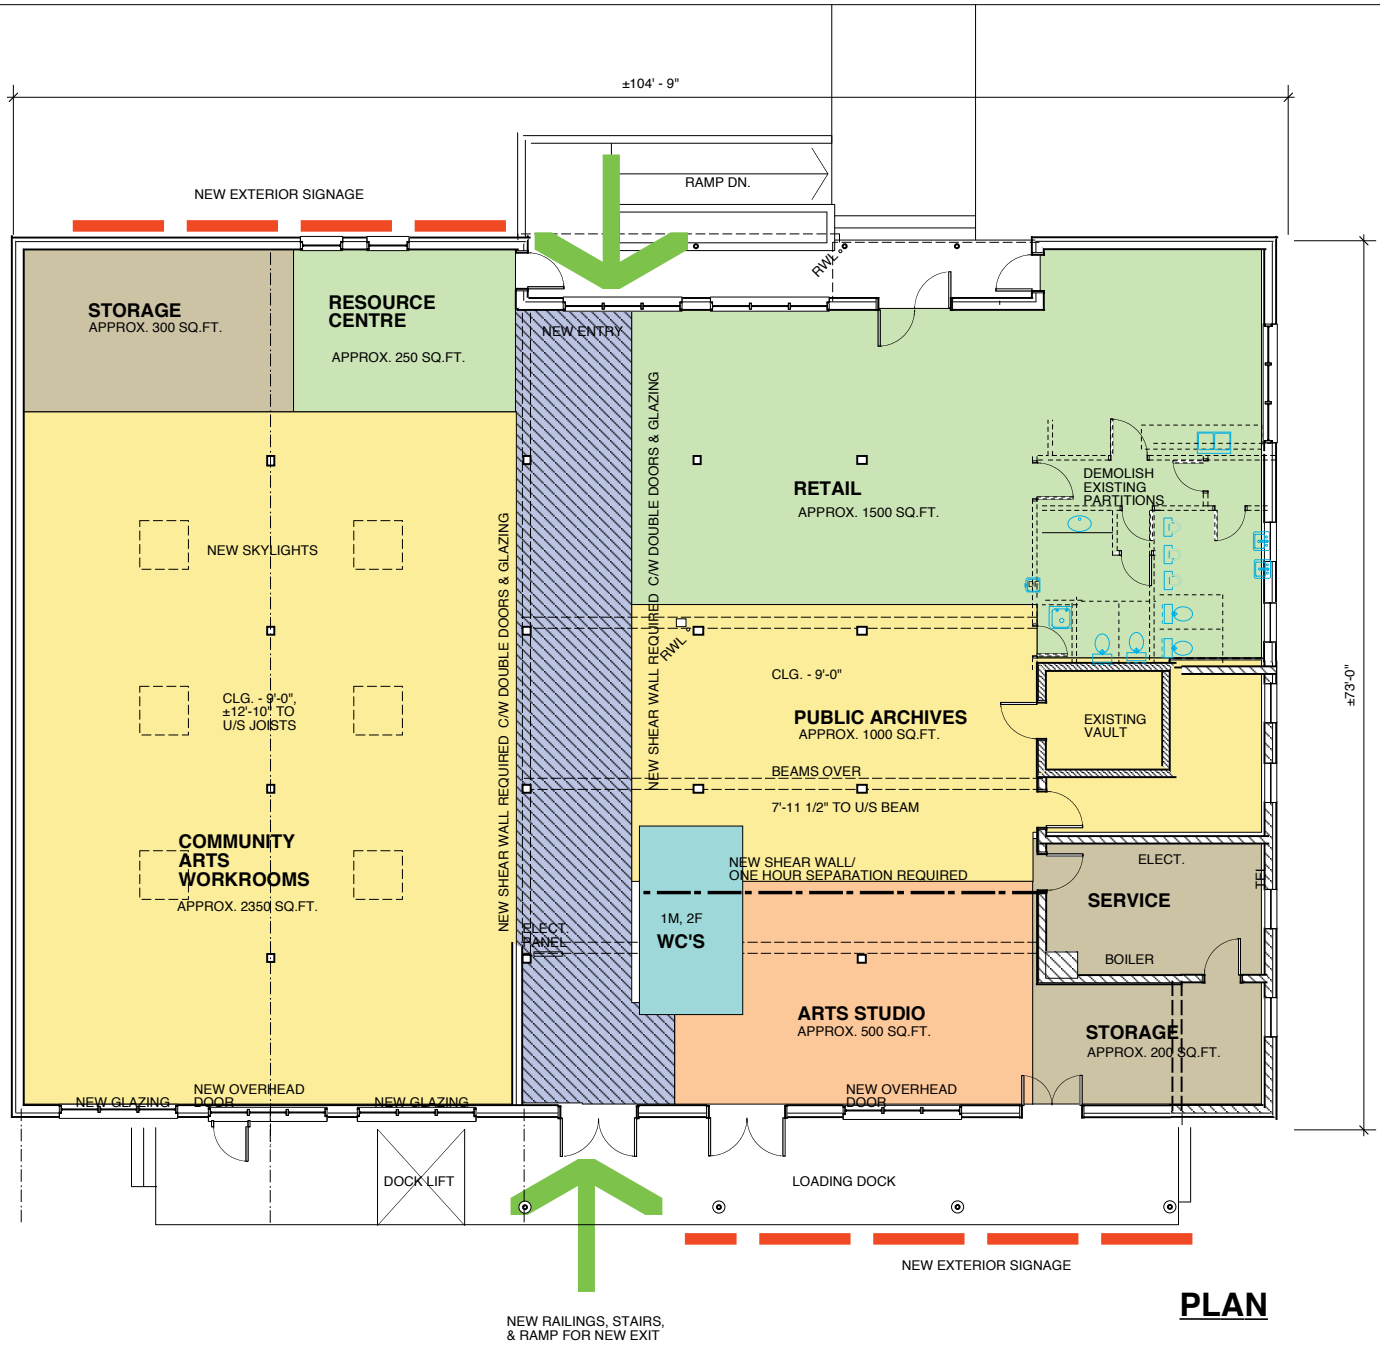 ±104' - 9"
RAMP DN.
NEW EXTERIOR SIGNAGE
RWL
STORAGE
APPROX. 300 SQ.FT.
RESOURCE
CENTRE
APPROX. 250 SQ.FT.
NEW ENTRY
NEW SHEAR WALL REQUIRED C/W DOUBLE DOORS & GLAZING
DEMOLISH
EXISTING
PARTITIONS
RETAIL
APPROX. 1500 SQ.FT.
NEW SKYLIGHTS
NEW SHEAR WALL REQUIRED C/W DOUBLE DOORS & GLAZING
RWL
CLG. - 9'-0"
±73'-0"
CLG. - 9'-0",
±12'-10" TO
U/S JOISTS
PUBLIC ARCHIVES
APPROX. 1000 SQ.FT.
EXISTING
VAULT
BEAMS OVER
7'-11 1/2" TO U/S BEAM
COMMUNITY
ARTS
WORKROOMS
APPROX. 2350 SQ.FT.
NEW SHEAR WALL/
ONE HOUR SEPARATION REQUIRED
ELECT.
TEL
SERVICE
1M, 2F
WC'S
ELECT.
PANEL
BOILER
ARTS STUDIO
APPROX. 500 SQ.FT.
STORAGE
APPROX. 200 SQ.FT.
NEW GLAZING
NEW OVERHEAD
DOOR
NEW GLAZING
NEW OVERHEAD
DOOR
DOCK LIFT
LOADING DOCK
NEW EXTERIOR SIGNAGE
PLAN
NEW RAILINGS, STAIRS,
& RAMP FOR NEW EXIT